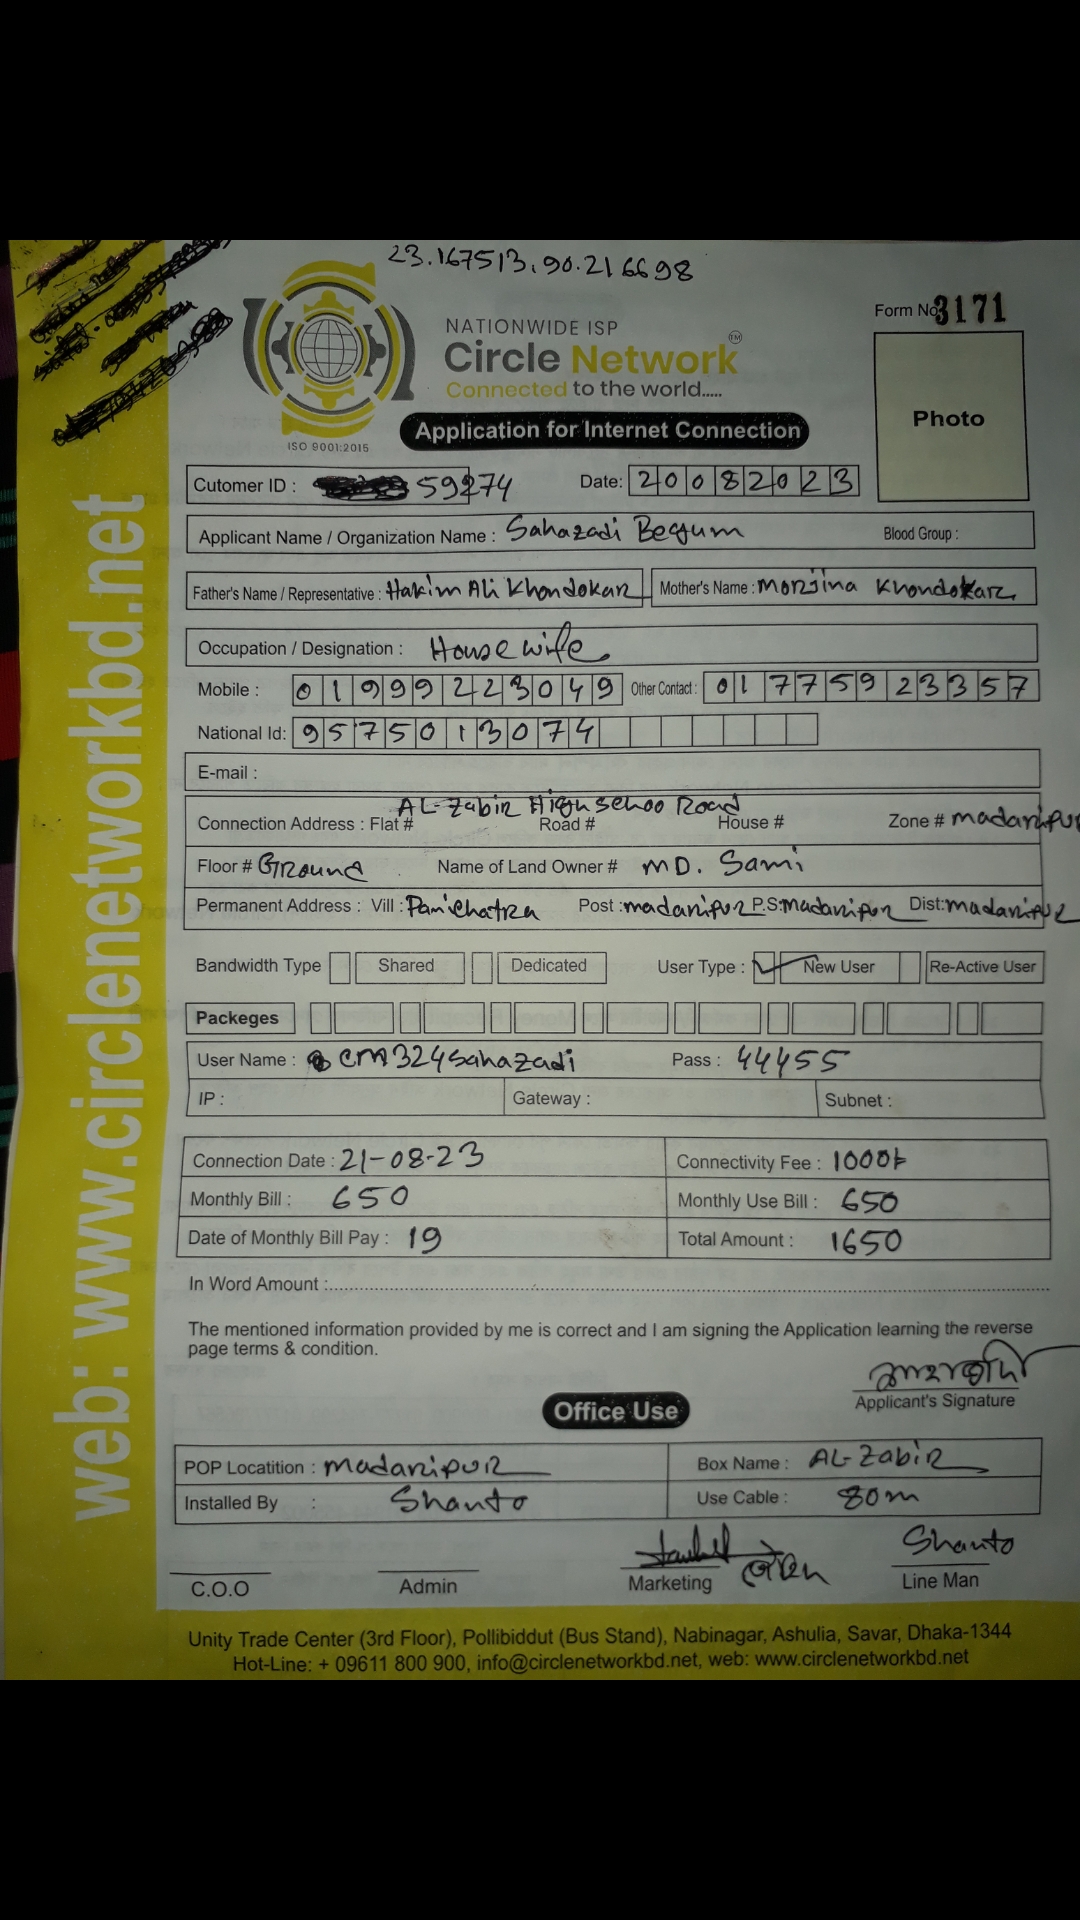 23.167513, 90.216698
Form No 3171
NATIONWIDE ISP
Circle Network TM
Connected to the world.....
ISO 9001:2015
Application for Internet Connection
Photo
Cutomer ID : 59274 Date: 20082023
Applicant Name / Organization Name : Sahazadi Begum Blood Group :
Father's Name / Representative : Hakim Ali Khondokar Mother's Name : Morjina Khondokar
Occupation / Designation : House wife
Mobile : 01999223049 Other Contact : 01775923357
National Id: 9575013074
E-mail :
AL-Zabir High schoo Road
Connection Address : Flat # Road # House # Zone # madaripur
Floor # Ground Name of Land Owner # MD. Sami
Permanent Address : Vill : Panichatra Post : madaripur P.S: madaripur Dist: madaripur
Bandwidth Type Shared Dedicated User Type : ✓ New User Re-Active User
Packeges
User Name : cm324sahazadi Pass : 44455
IP : Gateway : Subnet :
Connection Date : 21-08-23 Connectivity Fee : 1000৳
Monthly Bill : 650 Monthly Use Bill : 650
Date of Monthly Bill Pay : 19 Total Amount : 1650
In Word Amount :
The mentioned information provided by me is correct and I am signing the Application learning the reverse
page terms & condition.
Applicant's Signature
Office Use
POP Locatition : Madaripur Box Name : AL-Zabir
Installed By : Shanto Use Cable : 80m
Shanto
C.O.O Admin Marketing Line Man
Unity Trade Center (3rd Floor), Pollibiddut (Bus Stand), Nabinagar, Ashulia, Savar, Dhaka-1344
Hot-Line: + 09611 800 900, info@circlenetworkbd.net, web: www.circlenetworkbd.net
web: www.circlenetworkbd.net